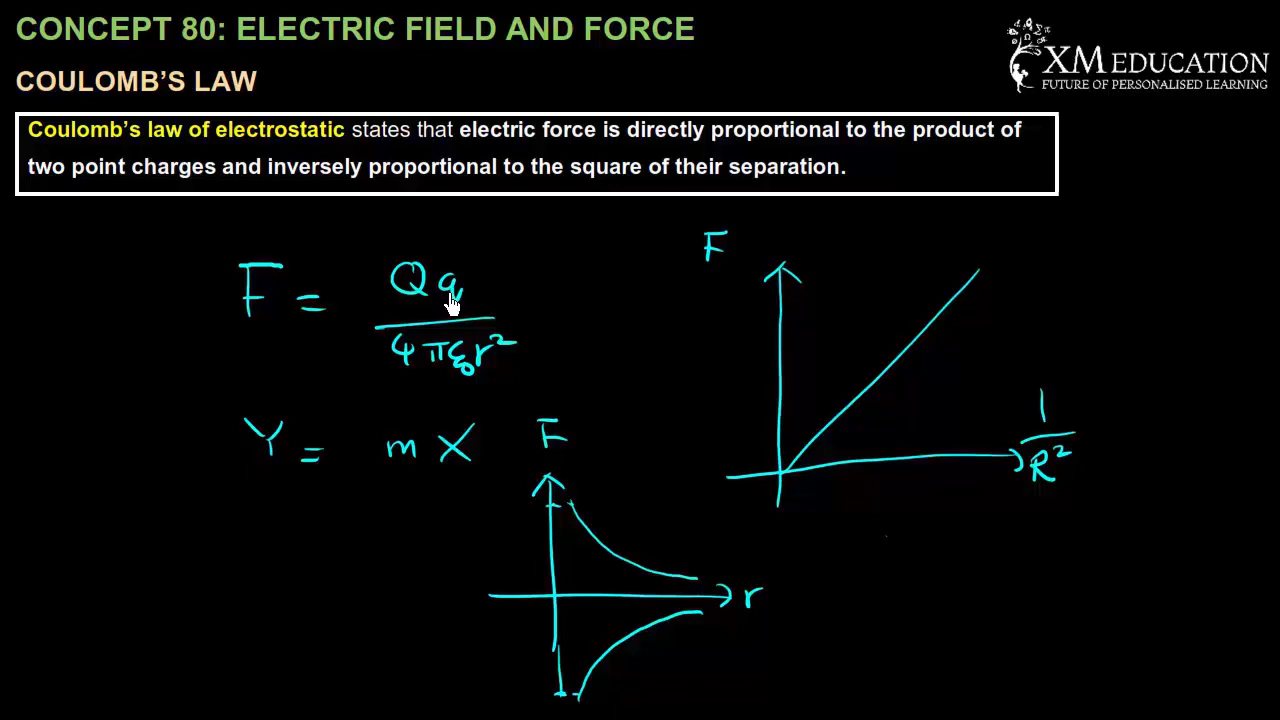 CONCEPT 80: ELECTRIC FIELD AND FORCE
XM EDUCATION
FUTURE OF PERSONALISED LEARNING
COULOMB'S LAW
Coulomb's law of electrostatic states that electric force is directly proportional to the product of
two point charges and inversely proportional to the square of their separation.
F = Qq / 4πε₀r²
F
1/R²
Y = mX
F
r